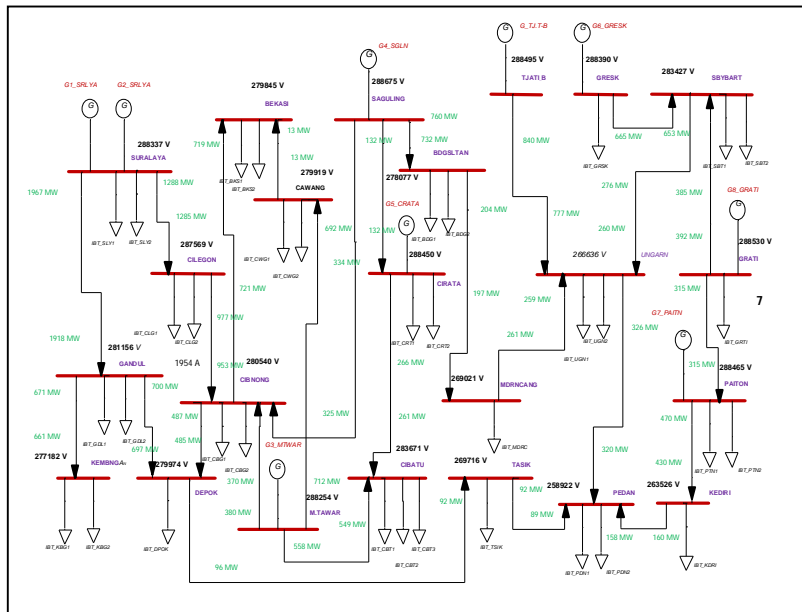 G_TJ.T-B
G6_GRESK
G4_SGLN
G
G
G
288495 V
288390 V
283427 V
279845 V
288675 V
TJATI B
GRESK
SBYBART
G1_SRLYA
G2_SRLYA
BEKASI
SAGULING
G
G
760 MW
719 MW
13 MW
132 MW
732 MW
840 MW
665 MW
653 MW
288337 V
13 MW
BDGSLTAN
IBT_GRSK
IBT_SBT1
IBT_SBT2
SURALAYA
279919 V
278077 V
276 MW
385 MW
G8_GRATI
1967 MW
1288 MW
IBT_BKS1
IBT_BKS2
CAWANG
G5_CRATA
204 MW
777 MW
G
1285 MW
692 MW
132 MW
G
IBT_BDG1
IBT_BDG2
260 MW
392 MW
288530 V
IBT_SLY1
IBT_SLY2
287569 V
334 MW
288450 V
266636 V
UNGARN
GRATI
CILEGON
IBT_CWG1
IBT_CWG2
CIRATA
721 MW
197 MW
259 MW
315 MW
7
977 MW
326 MW
G7_PAITN
IBT_CLG1
IBT_CLG2
261 MW
IBT_UGN2
IBT_GRTI
G
IBT_CRT1
IBT_CRT2
IBT_UGN1
1918 MW
281156 V
1954 A
953 MW
280540 V
266 MW
269021 V
315 MW
288465 V
GANDUL
CIBNONG
MDRNCANG
PAITON
671 MW
700 MW
487 MW
325 MW
261 MW
470 MW
IBT_GDL1
IBT_GDL2
485 MW
IBT_CBG1
IBT_CBG2
G3_MTWAR
283671 V
269716 V
320 MW
430 MW
661 MW
697 MW
G
CIBATU
IBT_MDRC
TASIK
IBT_PTN1
IBT_PTN2
277182 V
KEMBNGAn
279974 V
370 MW
712 MW
92 MW
92 MW
258922 V
263526 V
DEPOK
288254 V
PEDAN
KEDIRI
380 MW
M.TAWAR
549 MW
92 MW
89 MW
158 MW
160 MW
IBT_KBG1
IBT_KBG2
IBT_DPOK
558 MW
IBT_CBT1
IBT_CBT2
IBT_CBT3
IBT_TSIK
IBT_PDN1
IBT_PDN2
IBT_KDRI
96 MW